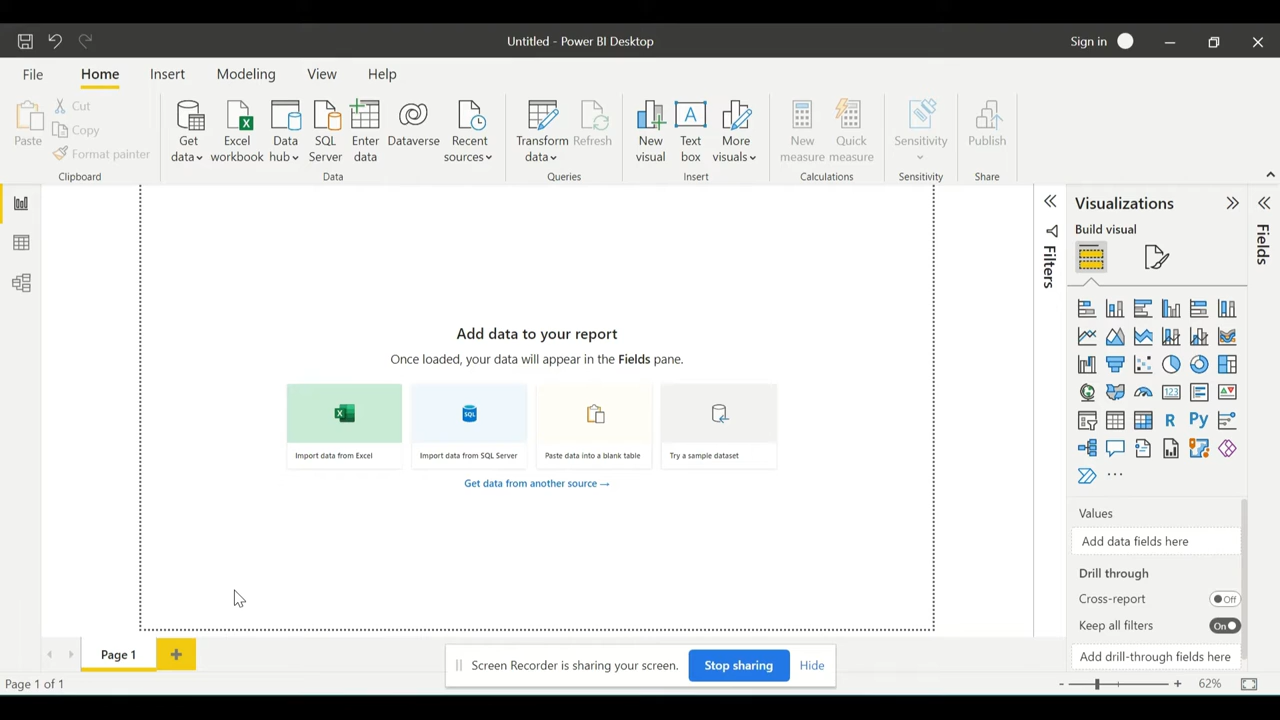 Untitled - Power BI Desktop
Sign in
File
Home
Insert
Modeling
View
Help
Paste
Cut
Copy
Format painter
Clipboard
Get data
Excel workbook
Data hub
SQL Server
Enter data
Dataverse
Recent sources
Data
Transform data
Refresh
Queries
New visual
Text box
More visuals
Insert
New measure
Quick measure
Calculations
Sensitivity
Sensitivity
Publish
Share
Add data to your report
Once loaded, your data will appear in the Fields pane.
X
SQL
Import data from Excel
Import data from SQL Server
Paste data into a blank table
Try a sample dataset
Get data from another source →
Filters
Visualizations
Build visual
123
R
Py
Values
Add data fields here
Drill through
Cross-report
Off
Keep all filters
On
Add drill-through fields here
Fields
Page 1
Screen Recorder is sharing your screen.
Stop sharing
Hide
Page 1 of 1
62%